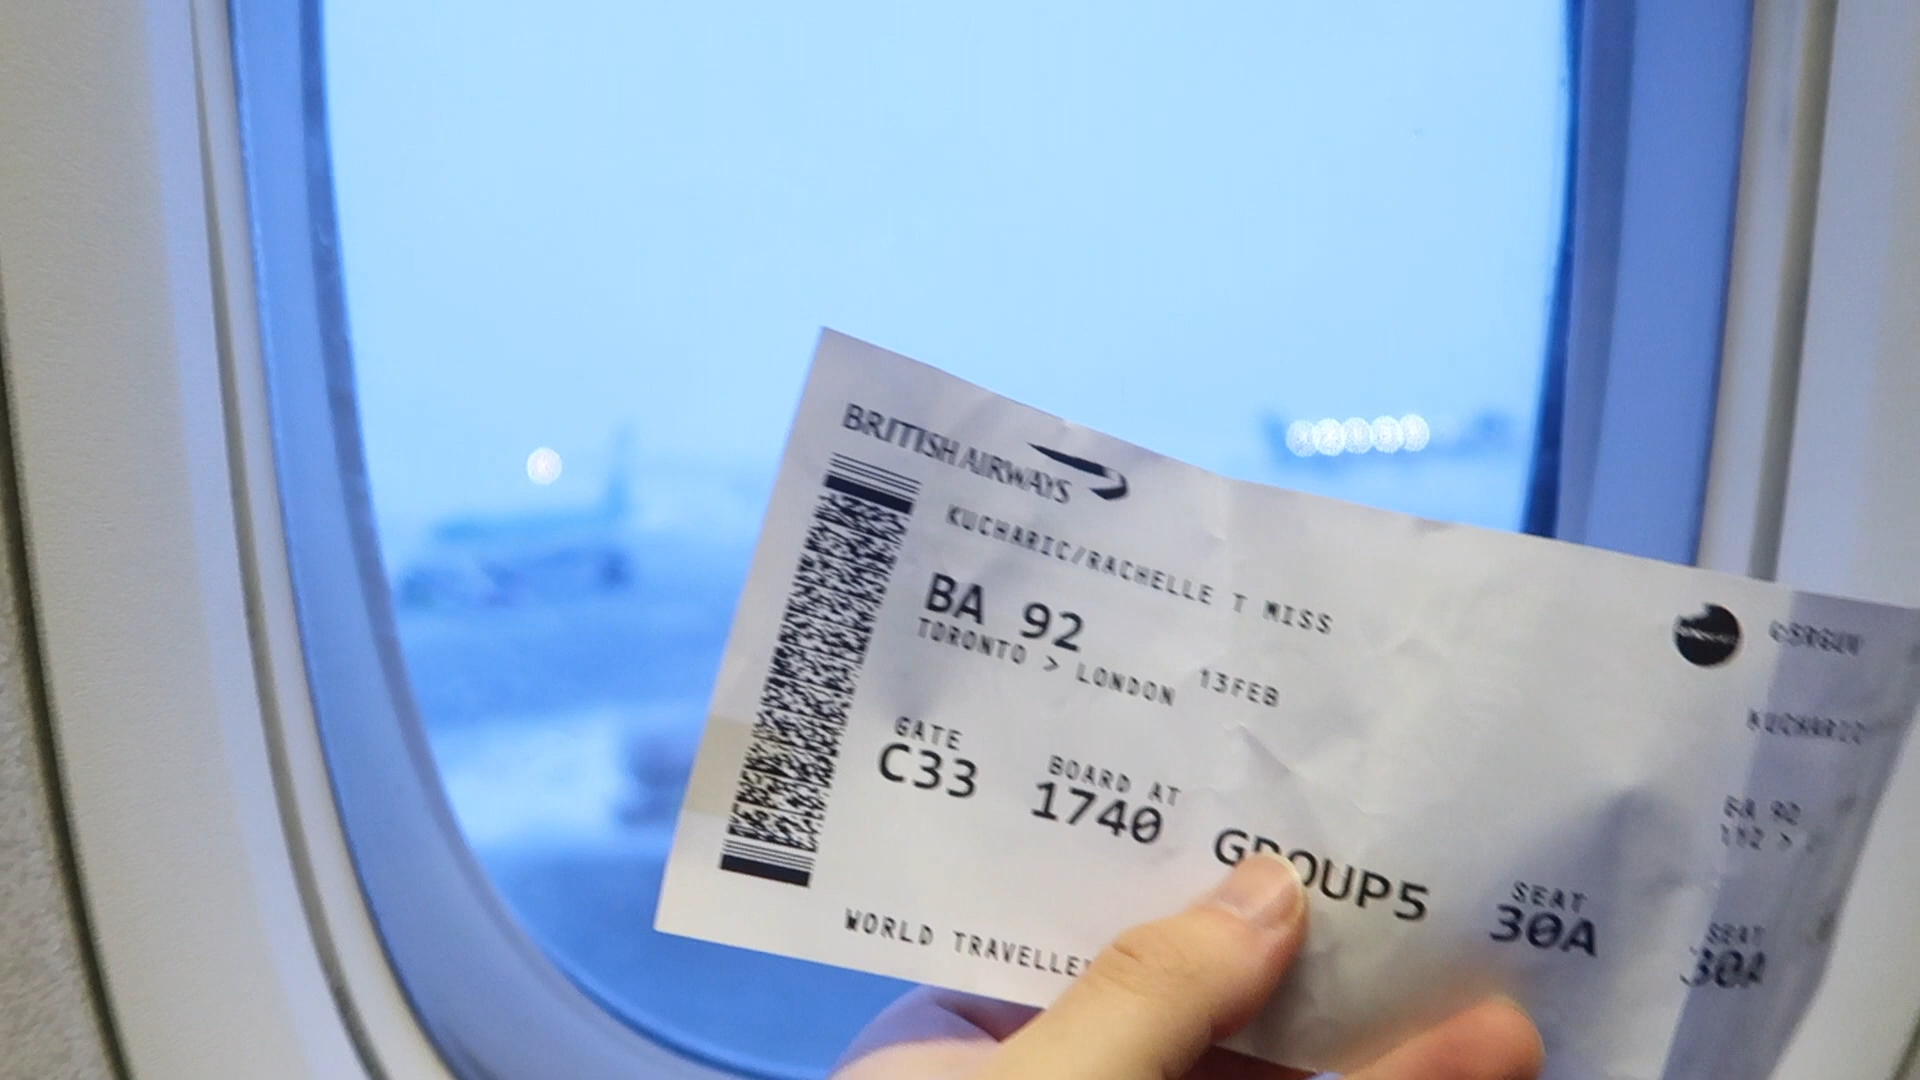 BRITISH AIRWAYS
KUCHARIC/RACHELLE T MISS
BA 92
TORONTO > LONDON 13FEB
GATE
C33
BOARD AT
1740
GROUP5
SEAT
30A
WORLD TRAVELLE
KUCHARIC
BA 92
SEAT
30A